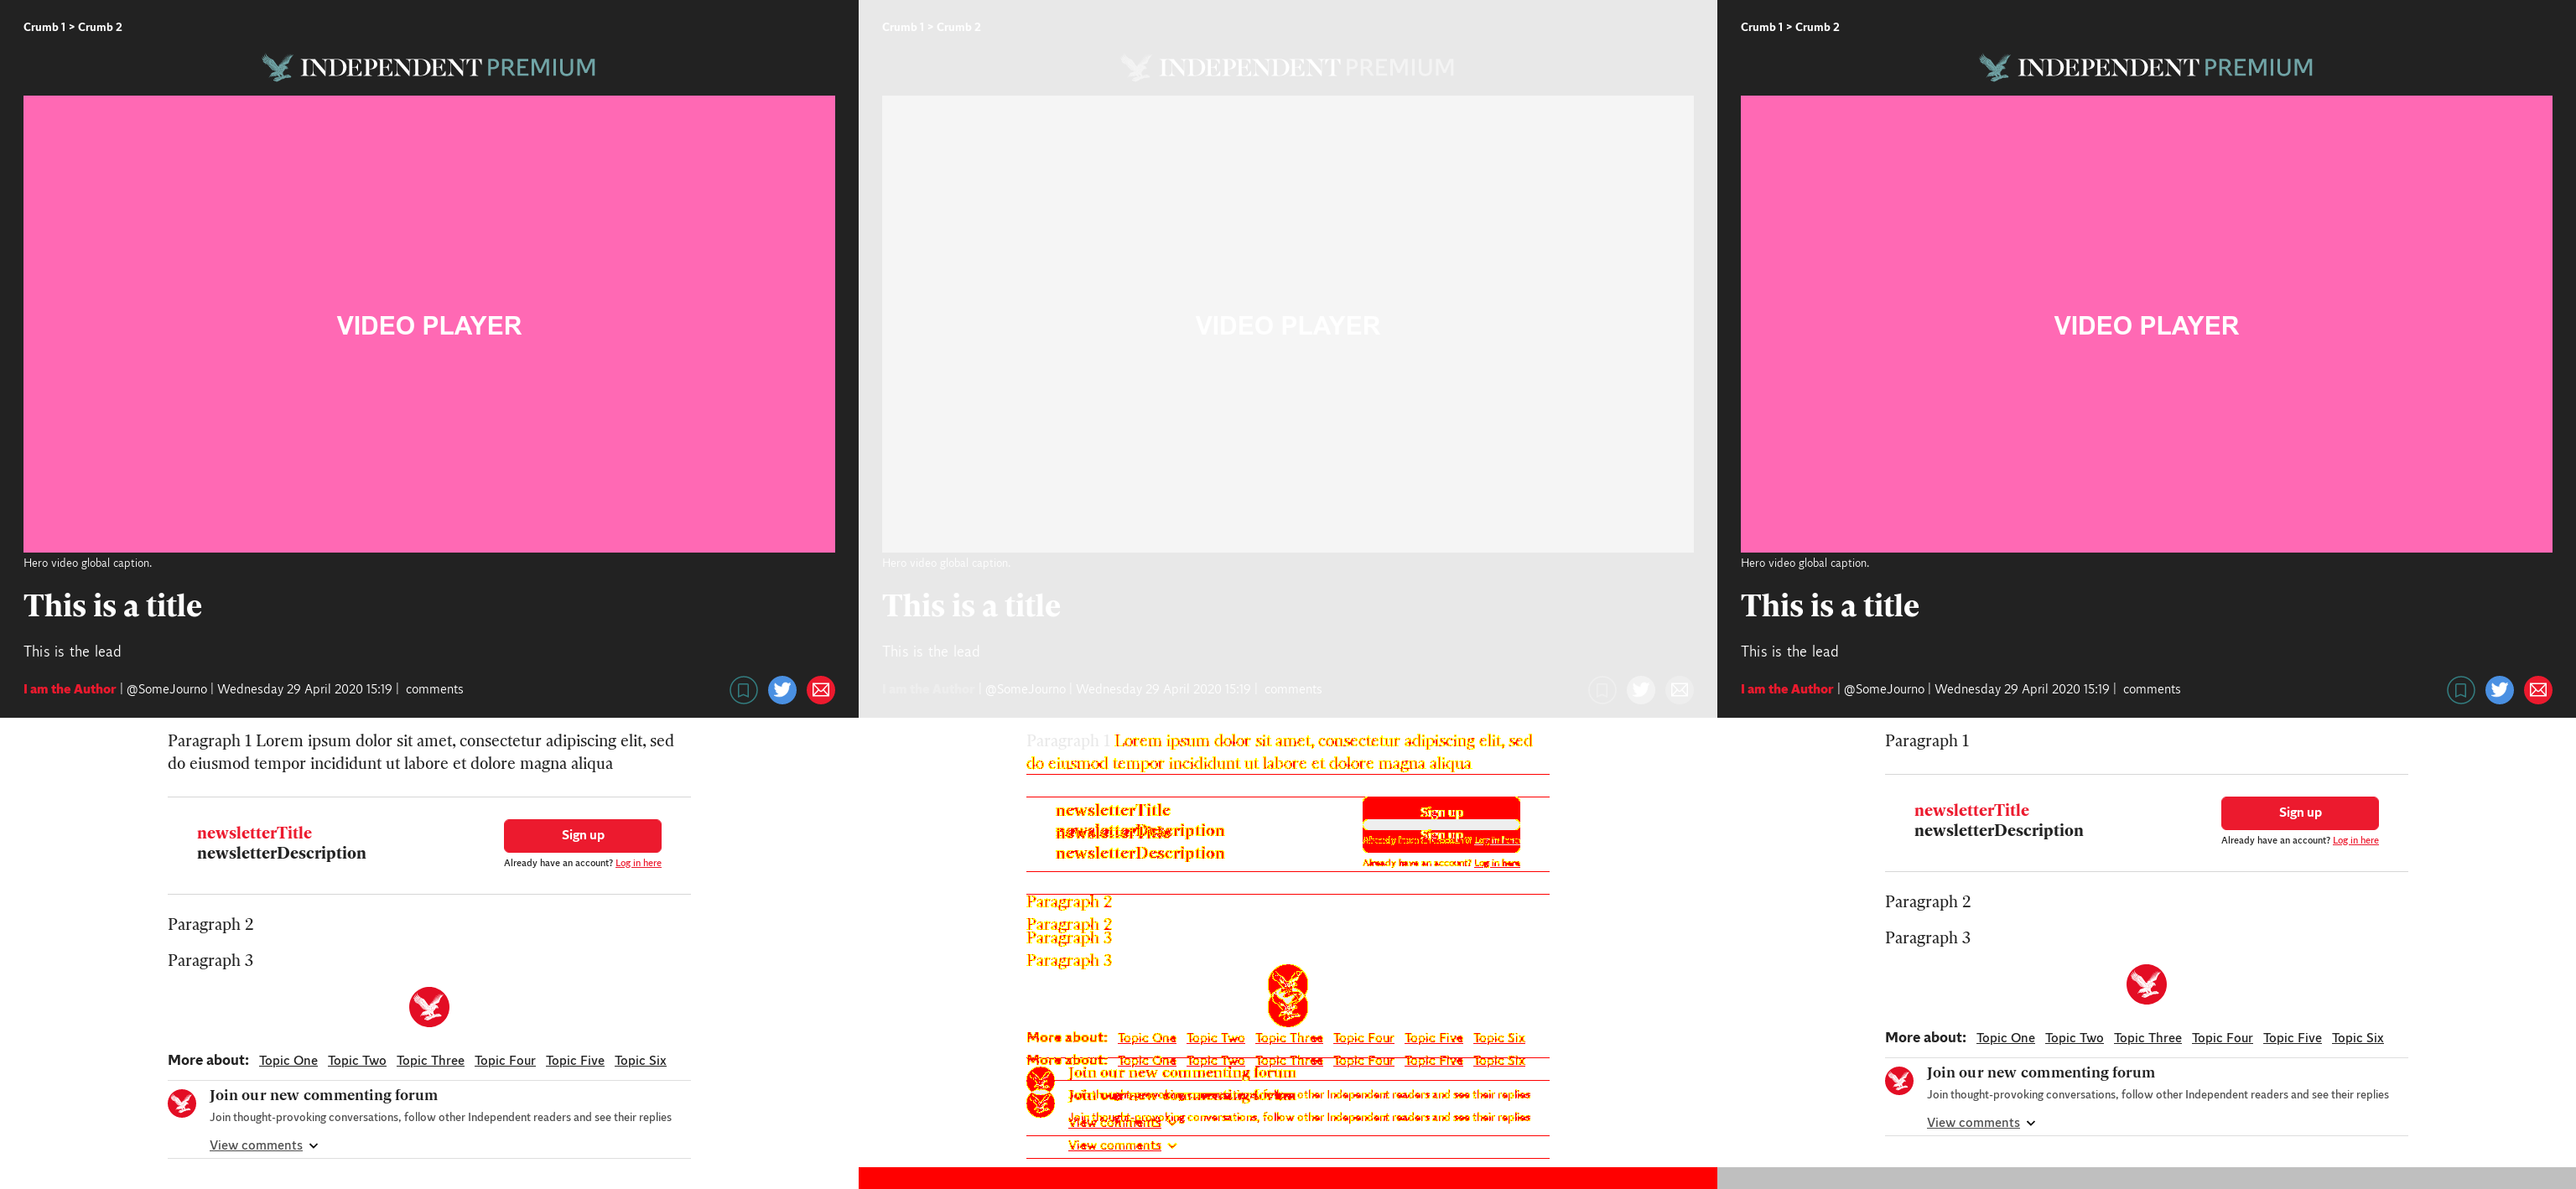 Crumb 1 > Crumb 2
INDEPENDENT PREMIUM
VIDEO PLAYER
Hero video global caption.
This is a title
This is the lead
I am the Author | @SomeJourno | Wednesday 29 April 2020 15:19 | comments
Paragraph 1 Lorem ipsum dolor sit amet, consectetur adipiscing elit, sed
do eiusmod tempor incididunt ut labore et dolore magna aliqua
newsletterTitle
newsletterDescription
Sign up
Already have an account? Log in here
Paragraph 2
Paragraph 3
More about: Topic One Topic Two Topic Three Topic Four Topic Five Topic Six
Join our new commenting forum
Join thought-provoking conversations, follow other Independent readers and see their replies
View comments
Crumb 1 > Crumb 2
INDEPENDENT PREMIUM
VIDEO PLAYER
Hero video global caption.
This is a title
This is the lead
I am the Author | @SomeJourno | Wednesday 29 April 2020 15:19 | comments
Paragraph 1 Lorem ipsum dolor sit amet, consectetur adipiscing elit, sed
do eiusmod tempor incididunt ut labore et dolore magna aliqua
newsletterTitle
newsletterDescription
newsletterTitle
newsletterDescription
Sign up
Sign up
Already have an account? Log in here
Already have an account? Log in here
Paragraph 2
Paragraph 2
Paragraph 3
Paragraph 3
More about: Topic One Topic Two Topic Three Topic Four Topic Five Topic Six
More about: Topic One Topic Two Topic Three Topic Four Topic Five Topic Six
Join our new commenting forum
Join thought-provoking conversations, follow other Independent readers and see their replies
Join our new commenting forum
Join thought-provoking conversations, follow other Independent readers and see their replies
View comments
View comments
Crumb 1 > Crumb 2
INDEPENDENT PREMIUM
VIDEO PLAYER
Hero video global caption.
This is a title
This is the lead
I am the Author | @SomeJourno | Wednesday 29 April 2020 15:19 | comments
Paragraph 1
newsletterTitle
newsletterDescription
Sign up
Already have an account? Log in here
Paragraph 2
Paragraph 3
More about: Topic One Topic Two Topic Three Topic Four Topic Five Topic Six
Join our new commenting forum
Join thought-provoking conversations, follow other Independent readers and see their replies
View comments